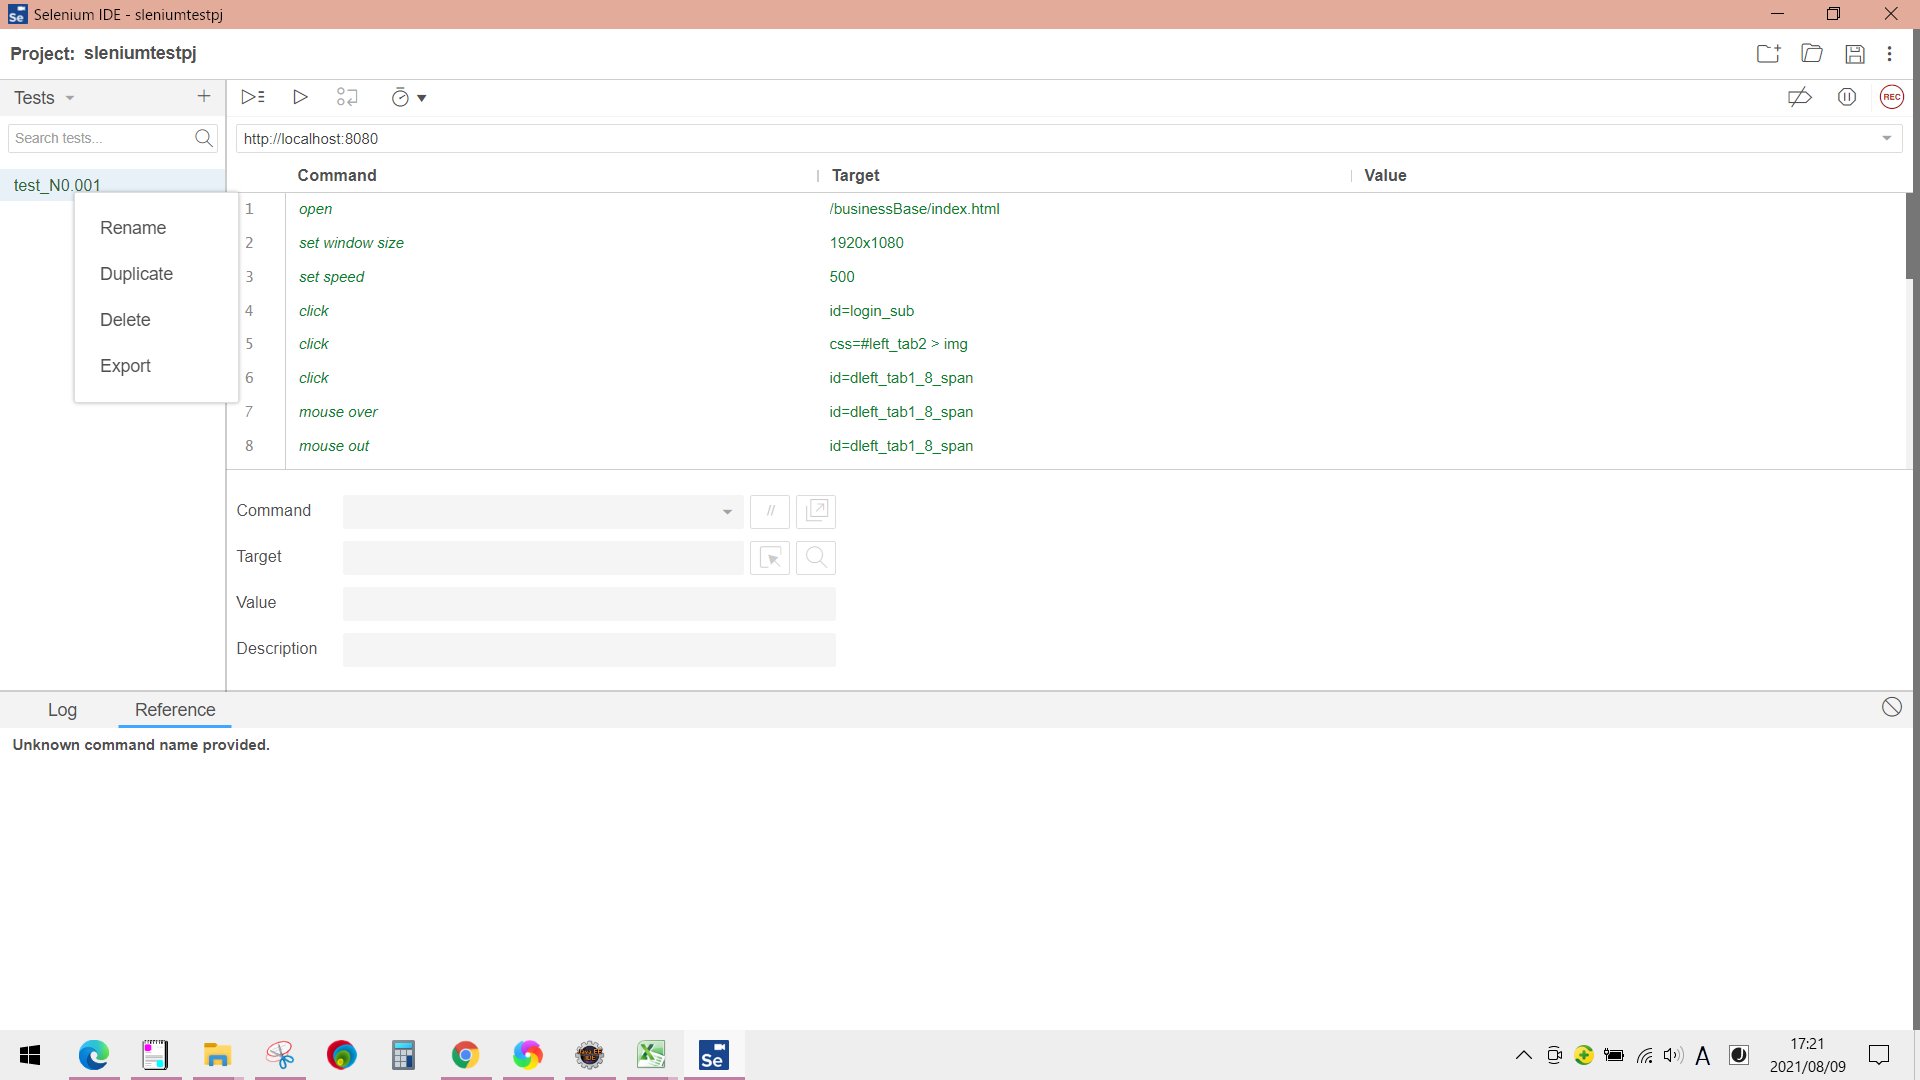 Selenium IDE - sleniumtestpj
Project: sleniumtestpj
Tests
Search tests...
http://localhost:8080
REC
Command Target Value
test_N0.001
Rename
Duplicate
Delete
Export
1 open /businessBase/index.html
2 set window size 1920x1080
3 set speed 500
4 click id=login_sub
5 click css=#left_tab2 > img
6 click id=dleft_tab1_8_span
7 mouse over id=dleft_tab1_8_span
8 mouse out id=dleft_tab1_8_span
Command //
Target
Value
Description
Log Reference
Unknown command name provided.
Se
A
17:21
2021/08/09